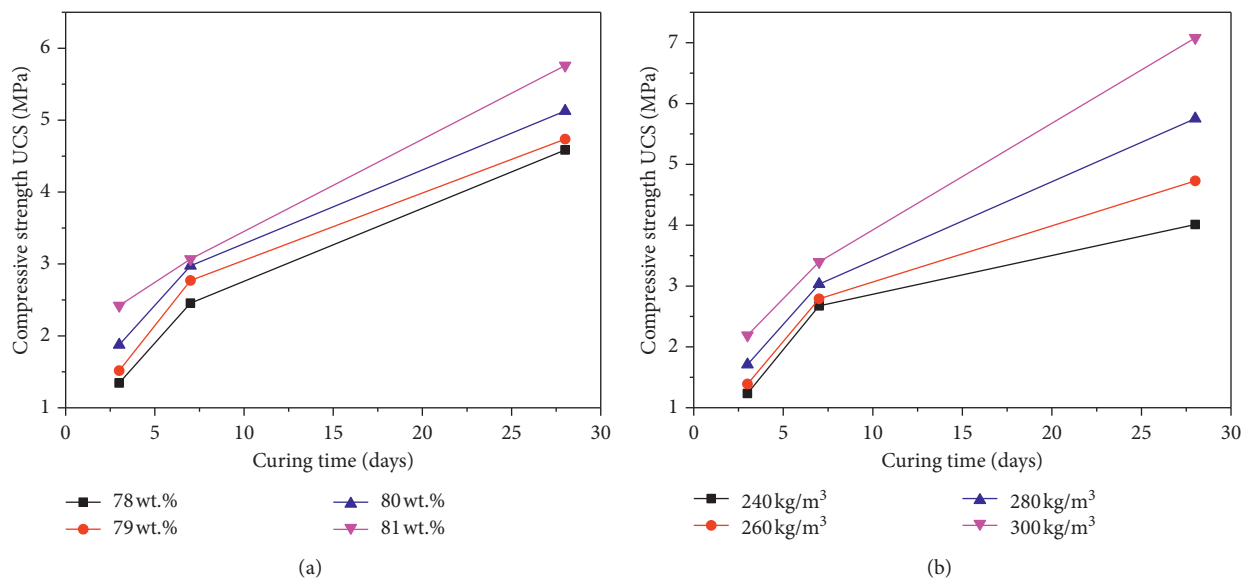 6
5
4
3
2
1
Compressive strength UCS (MPa)
0 5 10 15 20 25 30
Curing time (days)
78 wt.% 80 wt.%
79 wt.% 81 wt.%
(a)
7
6
5
4
3
2
1
Compressive strength UCS (MPa)
0 5 10 15 20 25 30
Curing time (days)
240 kg/m³ 280 kg/m³
260 kg/m³ 300 kg/m³
(b)